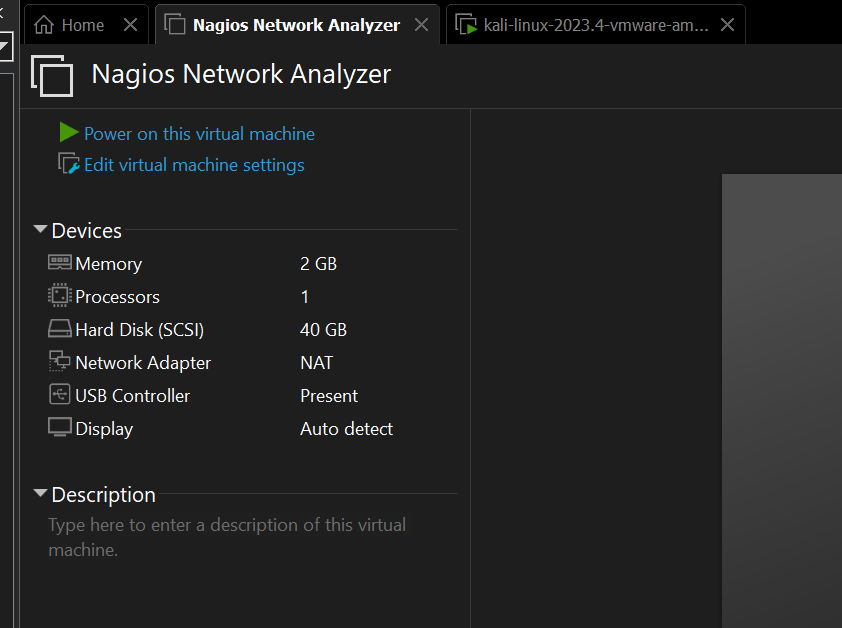 Home
Nagios Network Analyzer
kali-linux-2023.4-vmware-am...
Nagios Network Analyzer
Power on this virtual machine
Edit virtual machine settings
Devices
Memory 2 GB
Processors 1
Hard Disk (SCSI) 40 GB
Network Adapter NAT
USB Controller Present
Display Auto detect
Description
Type here to enter a description of this virtual
machine.